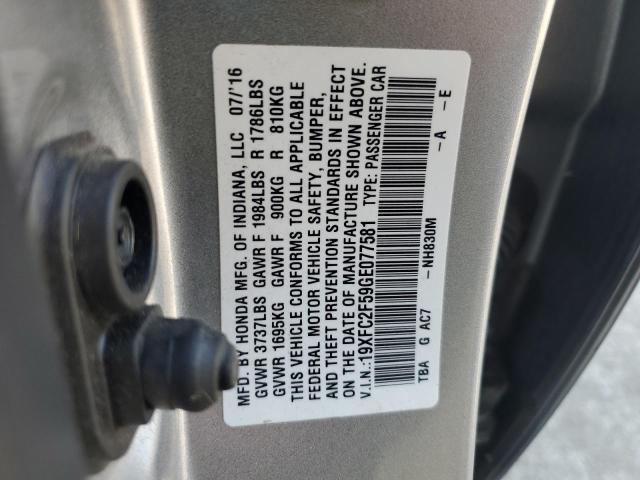 MFD. BY HONDA MFG. OF INDIANA, LLC 07/'16
GVWR 3737LBS GAWR F 1984LBS R 1786LBS
GVWR 1695KG GAWR F 900KG R 810KG
THIS VEHICLE CONFORMS TO ALL APPLICABLE
FEDERAL MOTOR VEHICLE SAFETY, BUMPER,
AND THEFT PREVENTION STANDARDS IN EFFECT
ON THE DATE OF MANUFACTURE SHOWN ABOVE.
V.I.N.:19XFC2F59GE077581 TYPE: PASSENGER CAR
TBA G AC7 -NH830M -A -E